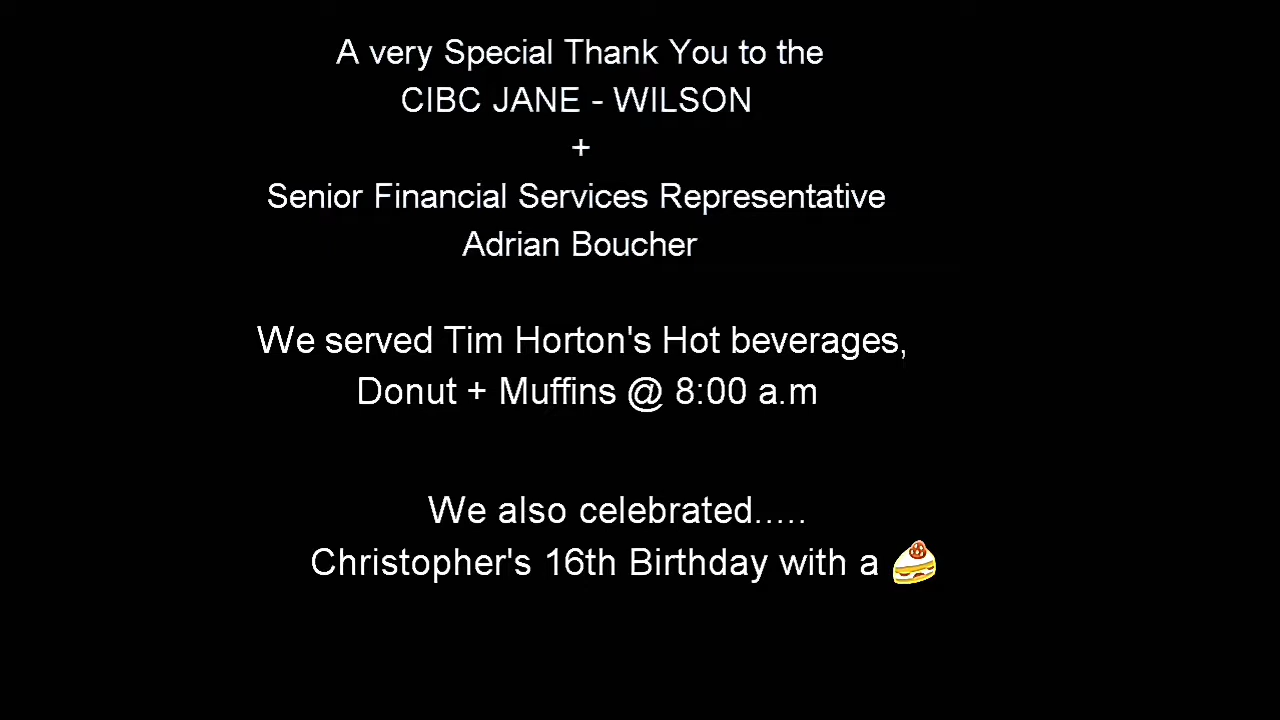 A very Special Thank You to the
CIBC JANE - WILSON
+
Senior Financial Services Representative
Adrian Boucher
We served Tim Horton's Hot beverages,
Donut + Muffins @ 8:00 a.m
We also celebrated.....
Christopher's 16th Birthday with a 🍰